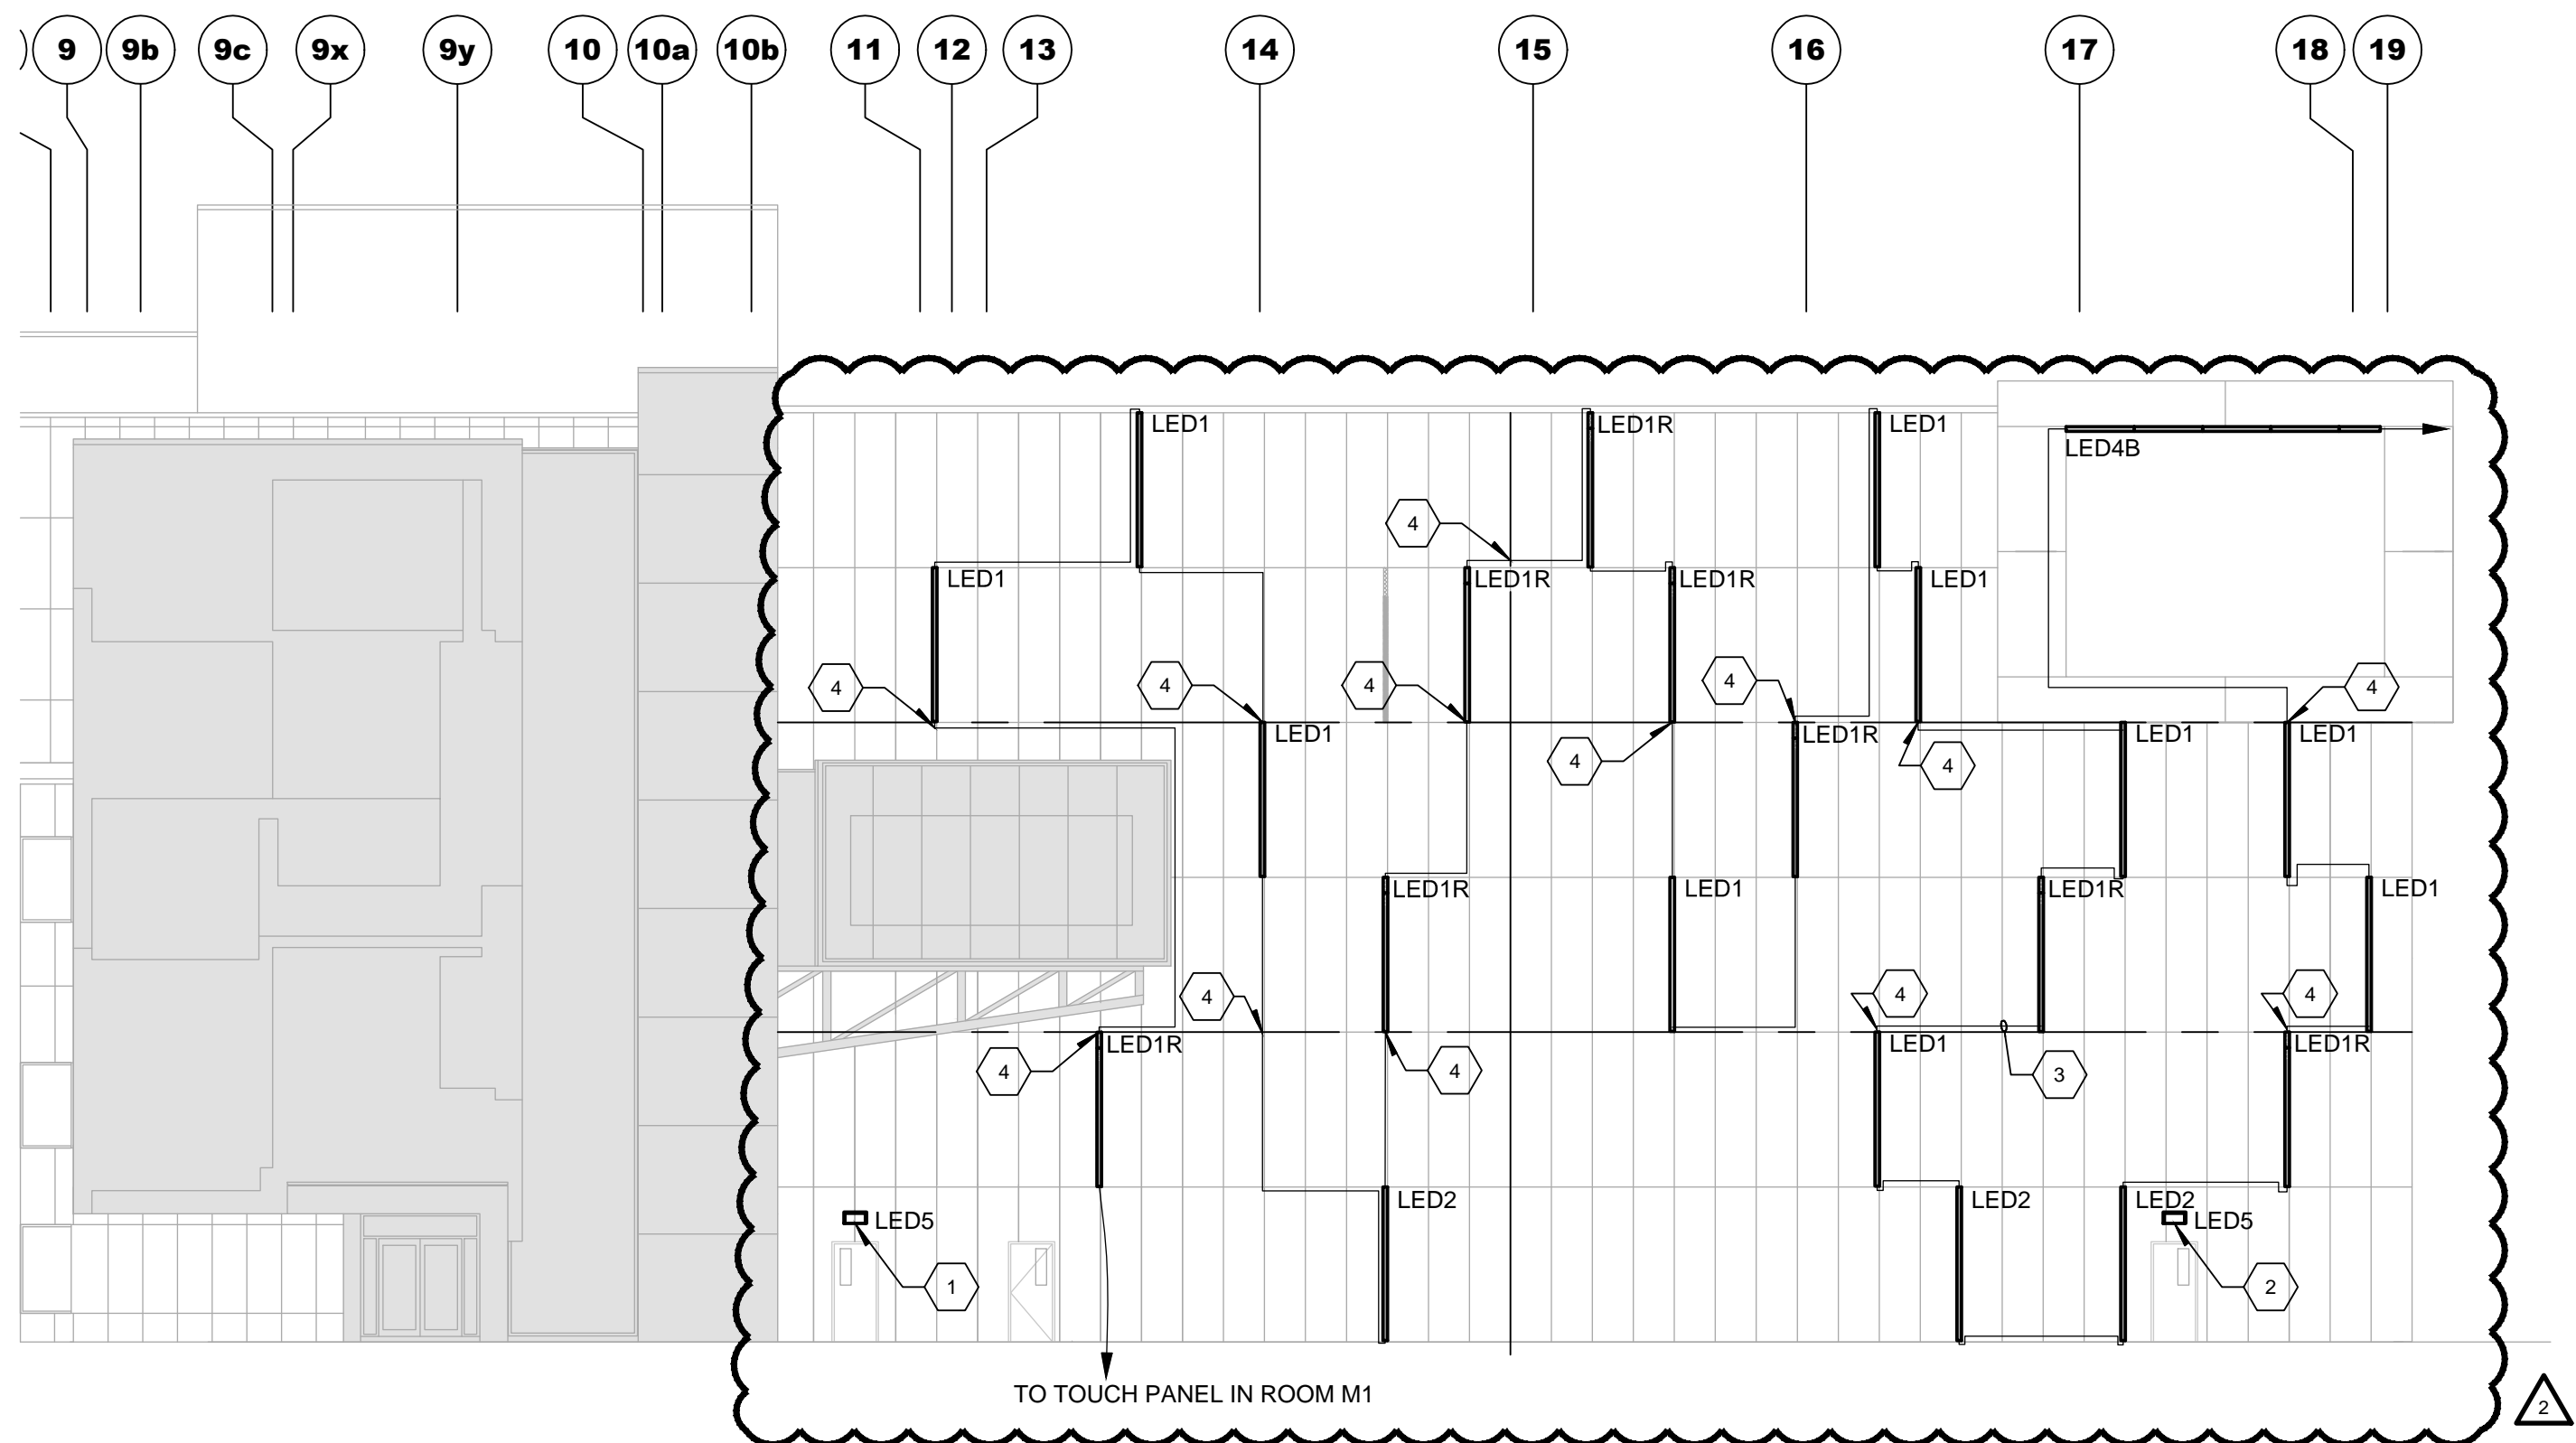 9 9b 9c 9x 9y 10 10a 10b 11 12 13 14 15 16 17 18 19
LED1 LED1R LED1
LED4B
4
LED1 LED1R LED1R LED1
4 4 4 4 4
LED1 LED1R LED1 LED1
4 4
LED1R LED1 LED1R LED1
4 4 4
LED1R LED1 LED1R
4 4 3
LED2 LED2 LED2
LED5 LED5
1 2
TO TOUCH PANEL IN ROOM M1
2